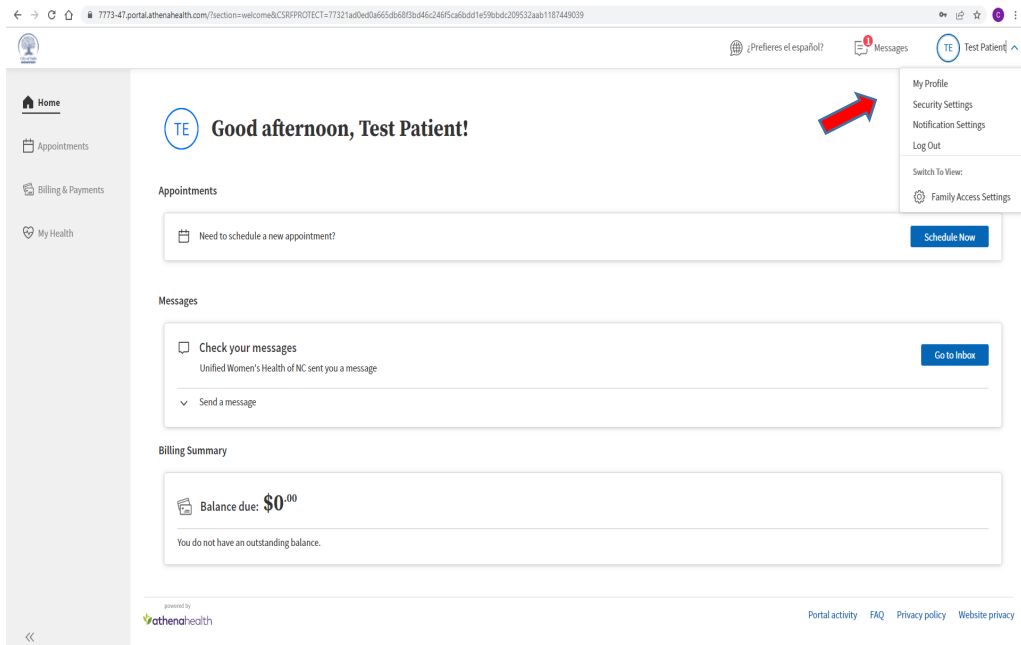 7773-47.portal.athenahealth.com/?section=welcome&CSRFPROTECT=77321ad0ed0a665db68f3bd46c246f5ca6bdd1e59bbdc209532aab1187449039
C
¿Prefieres el español?
1
Messages
TE
Test Patient
My Profile
Security Settings
Notification Settings
Log Out
Switch To View:
Family Access Settings
Home
Appointments
Billing & Payments
My Health
TE
Good afternoon, Test Patient!
Appointments
Need to schedule a new appointment?
Schedule Now
Messages
Check your messages
Unified Women's Health of NC sent you a message
Go to Inbox
Send a message
Billing Summary
Balance due: $0.00
You do not have an outstanding balance.
powered by
athenahealth
Portal activity
FAQ
Privacy policy
Website privacy